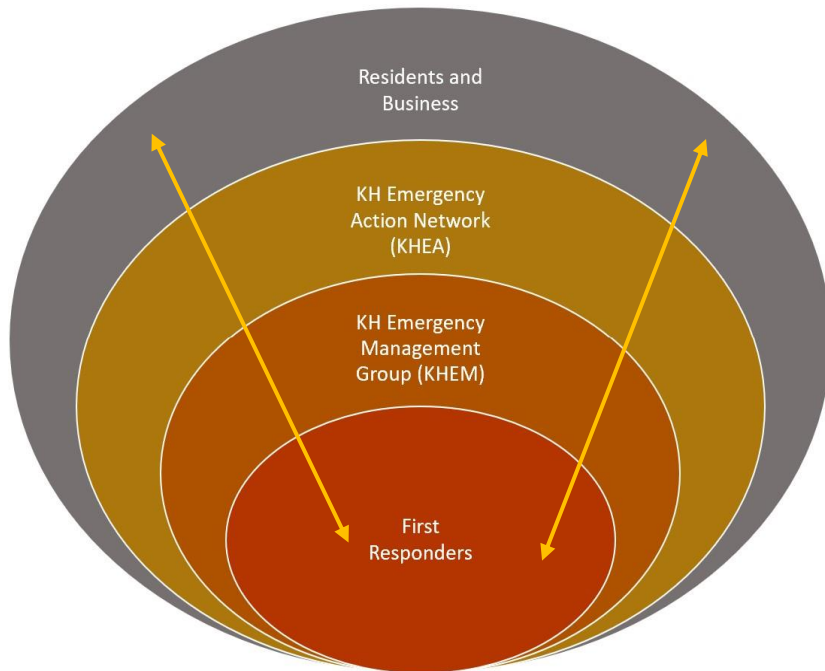 Residents and
Business
KH Emergency
Action Network
(KHEA)
KH Emergency
Management
Group (KHEM)
First
Responders